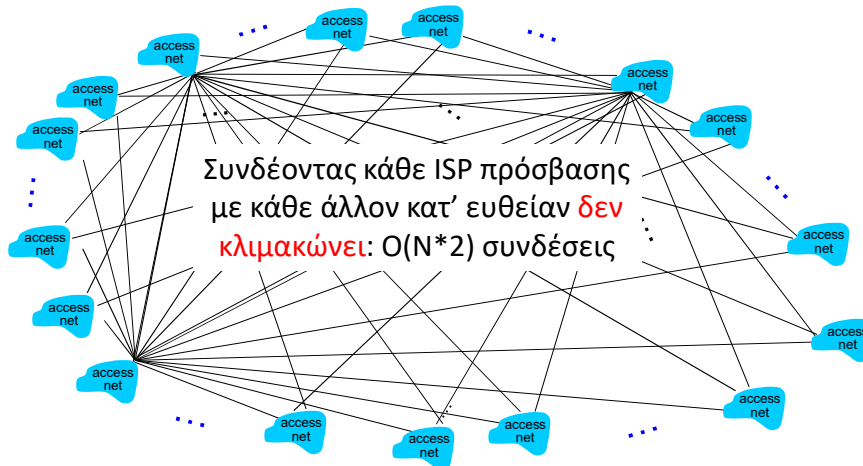 access
net
access
net
access
net
access
net
access
net
access
net
access
net
access
net
Συνδέοντας κάθε ISP πρόσβασης
με κάθε άλλον κατ’ ευθείαν δεν
κλιμακώνει: O(N*2) συνδέσεις
access
net
access
net
access
net
access
net
access
net
access
net
access
net
access
net
access
net